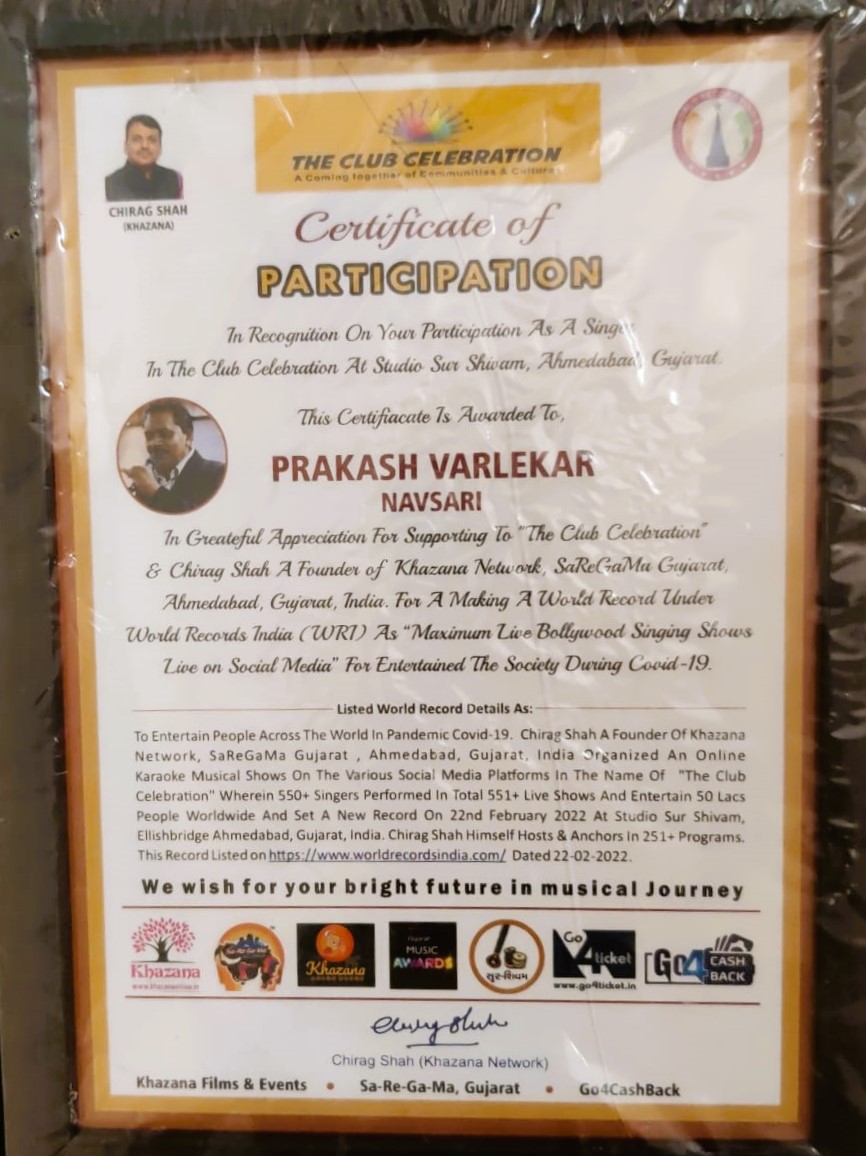 THE CLUB CELEBRATION
A Coming together of Communities & Cultures
CHIRAG SHAH
(KHAZANA)
Certificate of
PARTICIPATION
In Recognition On Your Participation As A Singer
In The Club Celebration At Studio Sur Shivam, Ahmedabad, Gujarat.
This Certifiacate Is Awarded To,
PRAKASH VARLEKAR
NAVSARI
In Greateful Appreciation For Supporting To "The Club Celebration"
& Chirag Shah A Founder of Khazana Network, SaReGaMa Gujarat,
Ahmedabad, Gujarat, India. For A Making A World Record Under
World Records India (WRI) As "Maximum Live Bollywood Singing Shows
Live on Social Media" For Entertained The Society During Covid-19.
Listed World Record Details As:
To Entertain People Across The World In Pandemic Covid-19. Chirag Shah A Founder Of Khazana
Network, SaReGaMa Gujarat , Ahmedabad, Gujarat, India Organized An Online
Karaoke Musical Shows On The Various Social Media Platforms In The Name Of "The Club
Celebration" Wherein 550+ Singers Performed In Total 551+ Live Shows And Entertain 50 Lacs
People Worldwide And Set A New Record On 22nd February 2022 At Studio Sur Shivam,
Ellishbridge Ahmedabad, Gujarat, India. Chirag Shah Himself Hosts & Anchors In 251+ Programs.
This Record Listed on https://www.worldrecordsindia.com/ Dated 22-02-2022.
We wish for your bright future in musical Journey
Khazana
Sa-Re-Ga-Ma
Khazana
MUSIC
AWARDS
સુર-શિવમ
Go
4ticket
www.go4ticket.in
Go4
CASH
BACK
Chirag Shah (Khazana Network)
Khazana Films & Events • Sa-Re-Ga-Ma, Gujarat • Go4CashBack